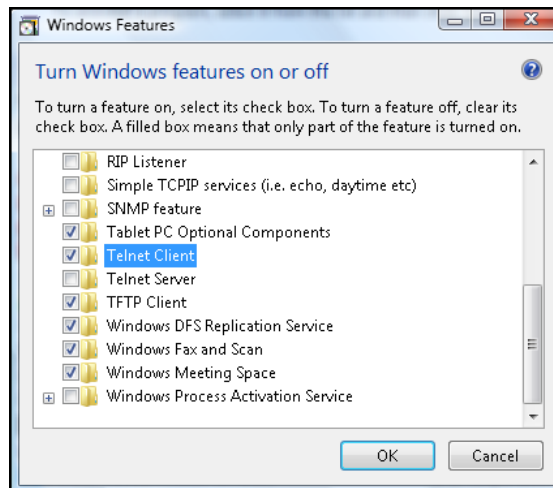 Windows Features
Turn Windows features on or off
To turn a feature on, select its check box. To turn a feature off, clear its
check box. A filled box means that only part of the feature is turned on.
RIP Listener
Simple TCPIP services (i.e. echo, daytime etc)
SNMP feature
Tablet PC Optional Components
Telnet Client
Telnet Server
TFTP Client
Windows DFS Replication Service
Windows Fax and Scan
Windows Meeting Space
Windows Process Activation Service
OK
Cancel